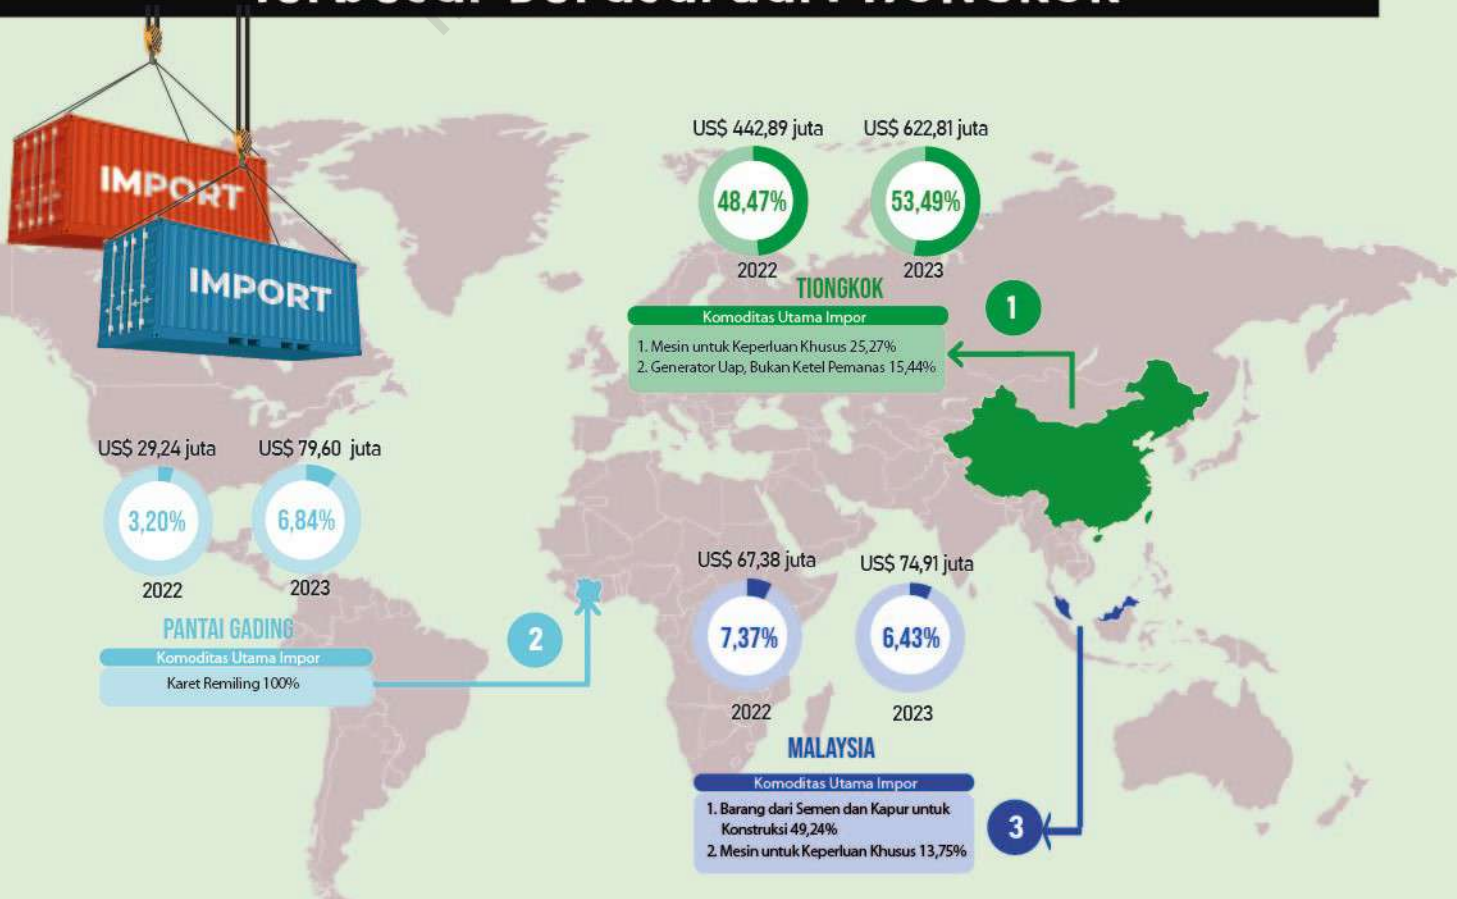 Terbesar Berasal dari Tiongkok
IMPORT
IMPORT
US$ 442,89 juta
US$ 622,81 juta
48,47%
53,49%
2022
2023
TIONGKOK
1
Komoditas Utama Impor
1. Mesin untuk Keperluan Khusus 25,27%
2. Generator Uap, Bukan Ketel Pemanas 15,44%
US$ 29,24 juta
US$ 79,60 juta
3,20%
6,84%
2022
2023
PANTAI GADING
2
Komoditas Utama Impor
Karet Remiling 100%
US$ 67,38 juta
US$ 74,91 juta
7,37%
6,43%
2022
2023
MALAYSIA
Komoditas Utama Impor
1. Barang dari Semen dan Kapur untuk
Konstruksi 49,24%
2. Mesin untuk Keperluan Khusus 13,75%
3